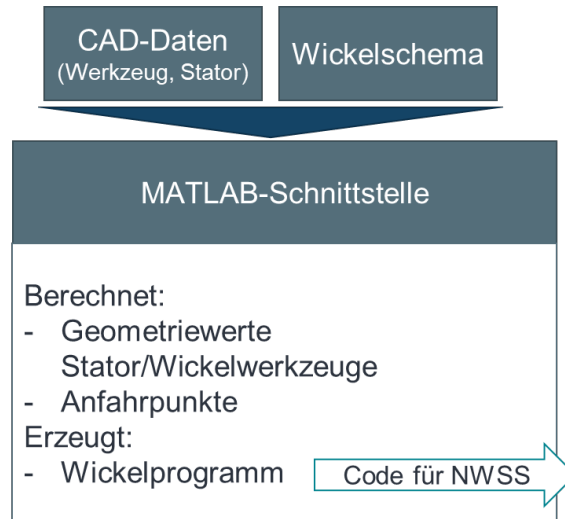 CAD-Daten
(Werkzeug, Stator)
Wickelschema
MATLAB-Schnittstelle
Berechnet:
- Geometriewerte
Stator/Wickelwerkzeuge
- Anfahrpunkte
Erzeugt:
- Wickelprogramm
Code für NWSS